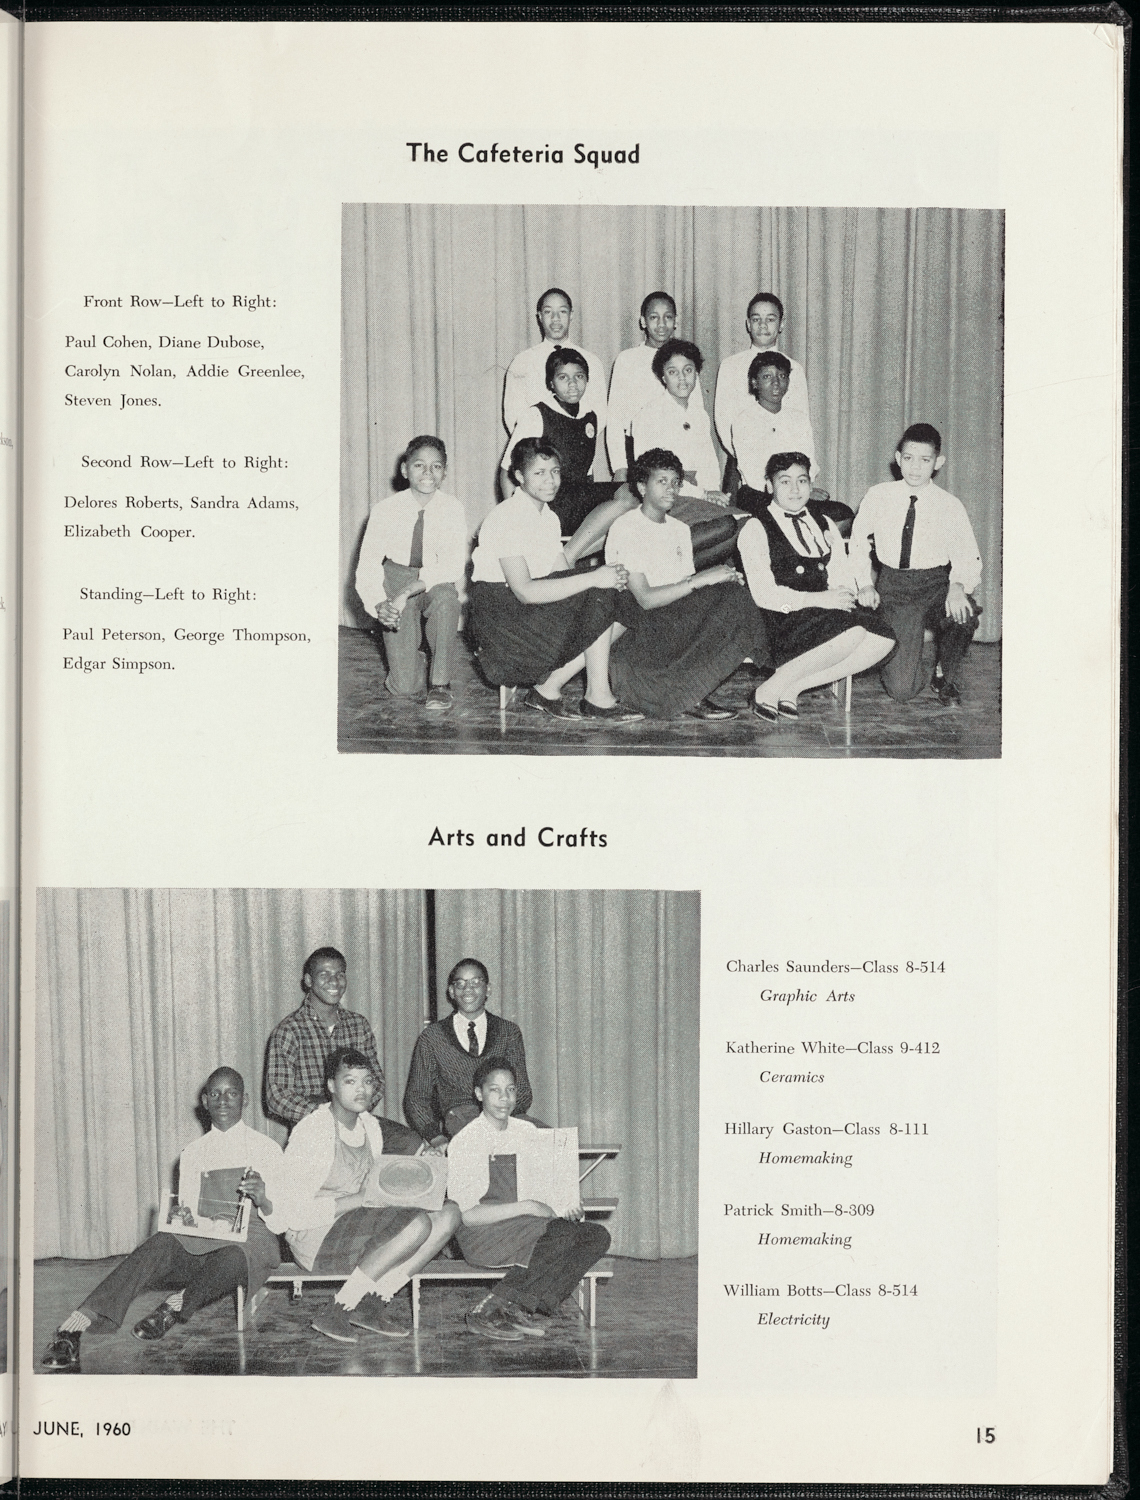 The Cafeteria Squad
Front Row—Left to Right:
Paul Cohen, Diane Dubose,
Carolyn Nolan, Addie Greenlee,
Steven Jones.
Second Row—Left to Right:
Delores Roberts, Sandra Adams,
Elizabeth Cooper.
Standing—Left to Right:
Paul Peterson, George Thompson,
Edgar Simpson.
Arts and Crafts
Charles Saunders—Class 8-514
Graphic Arts
Katherine White—Class 9-412
Ceramics
Hillary Gaston—Class 8-111
Homemaking
Patrick Smith—8-309
Homemaking
William Botts—Class 8-514
Electricity
JUNE, 1960
15